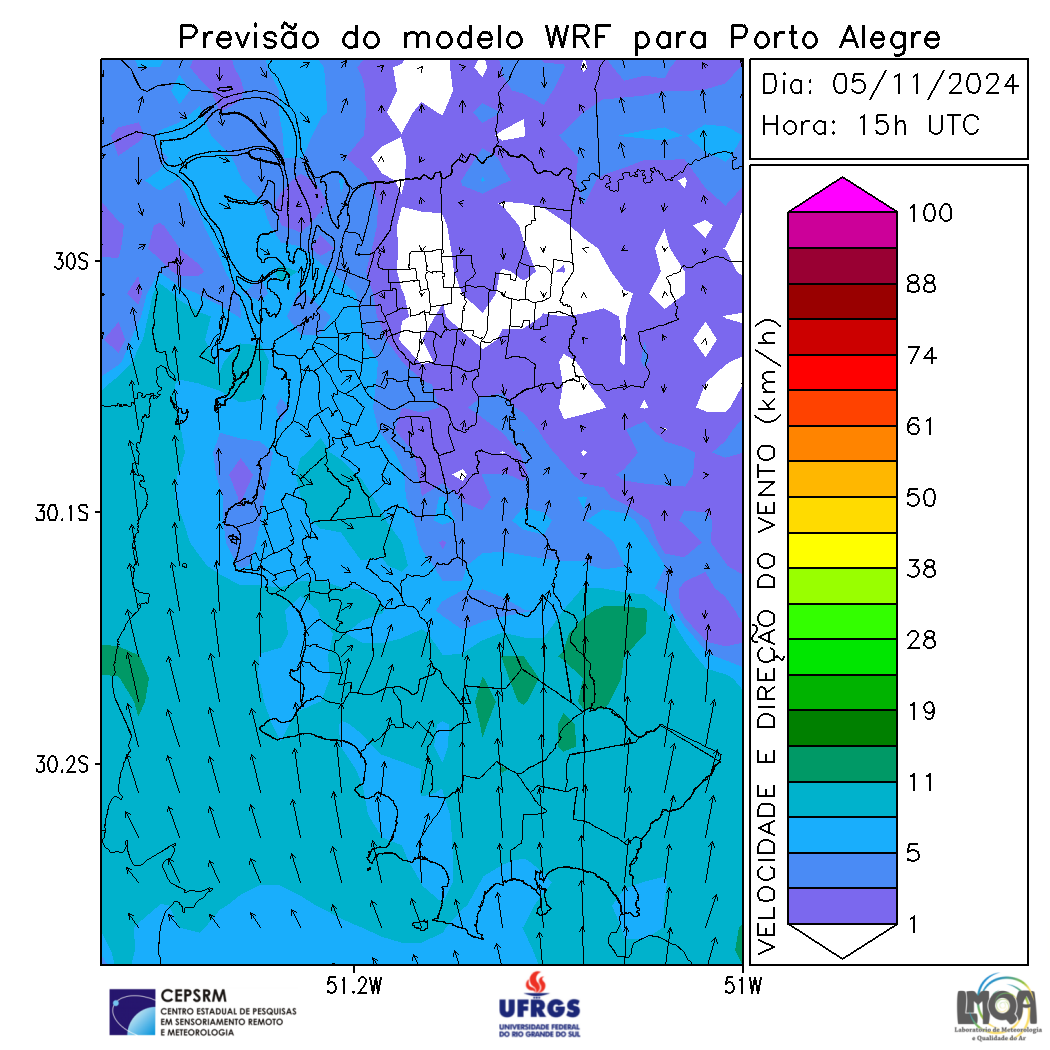 Previsão do modelo WRF para Porto Alegre
Dia: 05/11/2024
Hora: 15h UTC
100
88
74
61
50
38
28
19
11
5
1
VELOCIDADE E DIREÇÃO DO VENTO (km/h)
30S
30.1S
30.2S
51.2W
51W
CEPSRM
CENTRO ESTADUAL DE PESQUISAS
EM SENSORIAMENTO REMOTO
E METEOROLOGIA
UFRGS
UNIVERSIDADE FEDERAL
DO RIO GRANDE DO SUL
LMQA
Laboratório de Meteorologia
e Qualidade do Ar